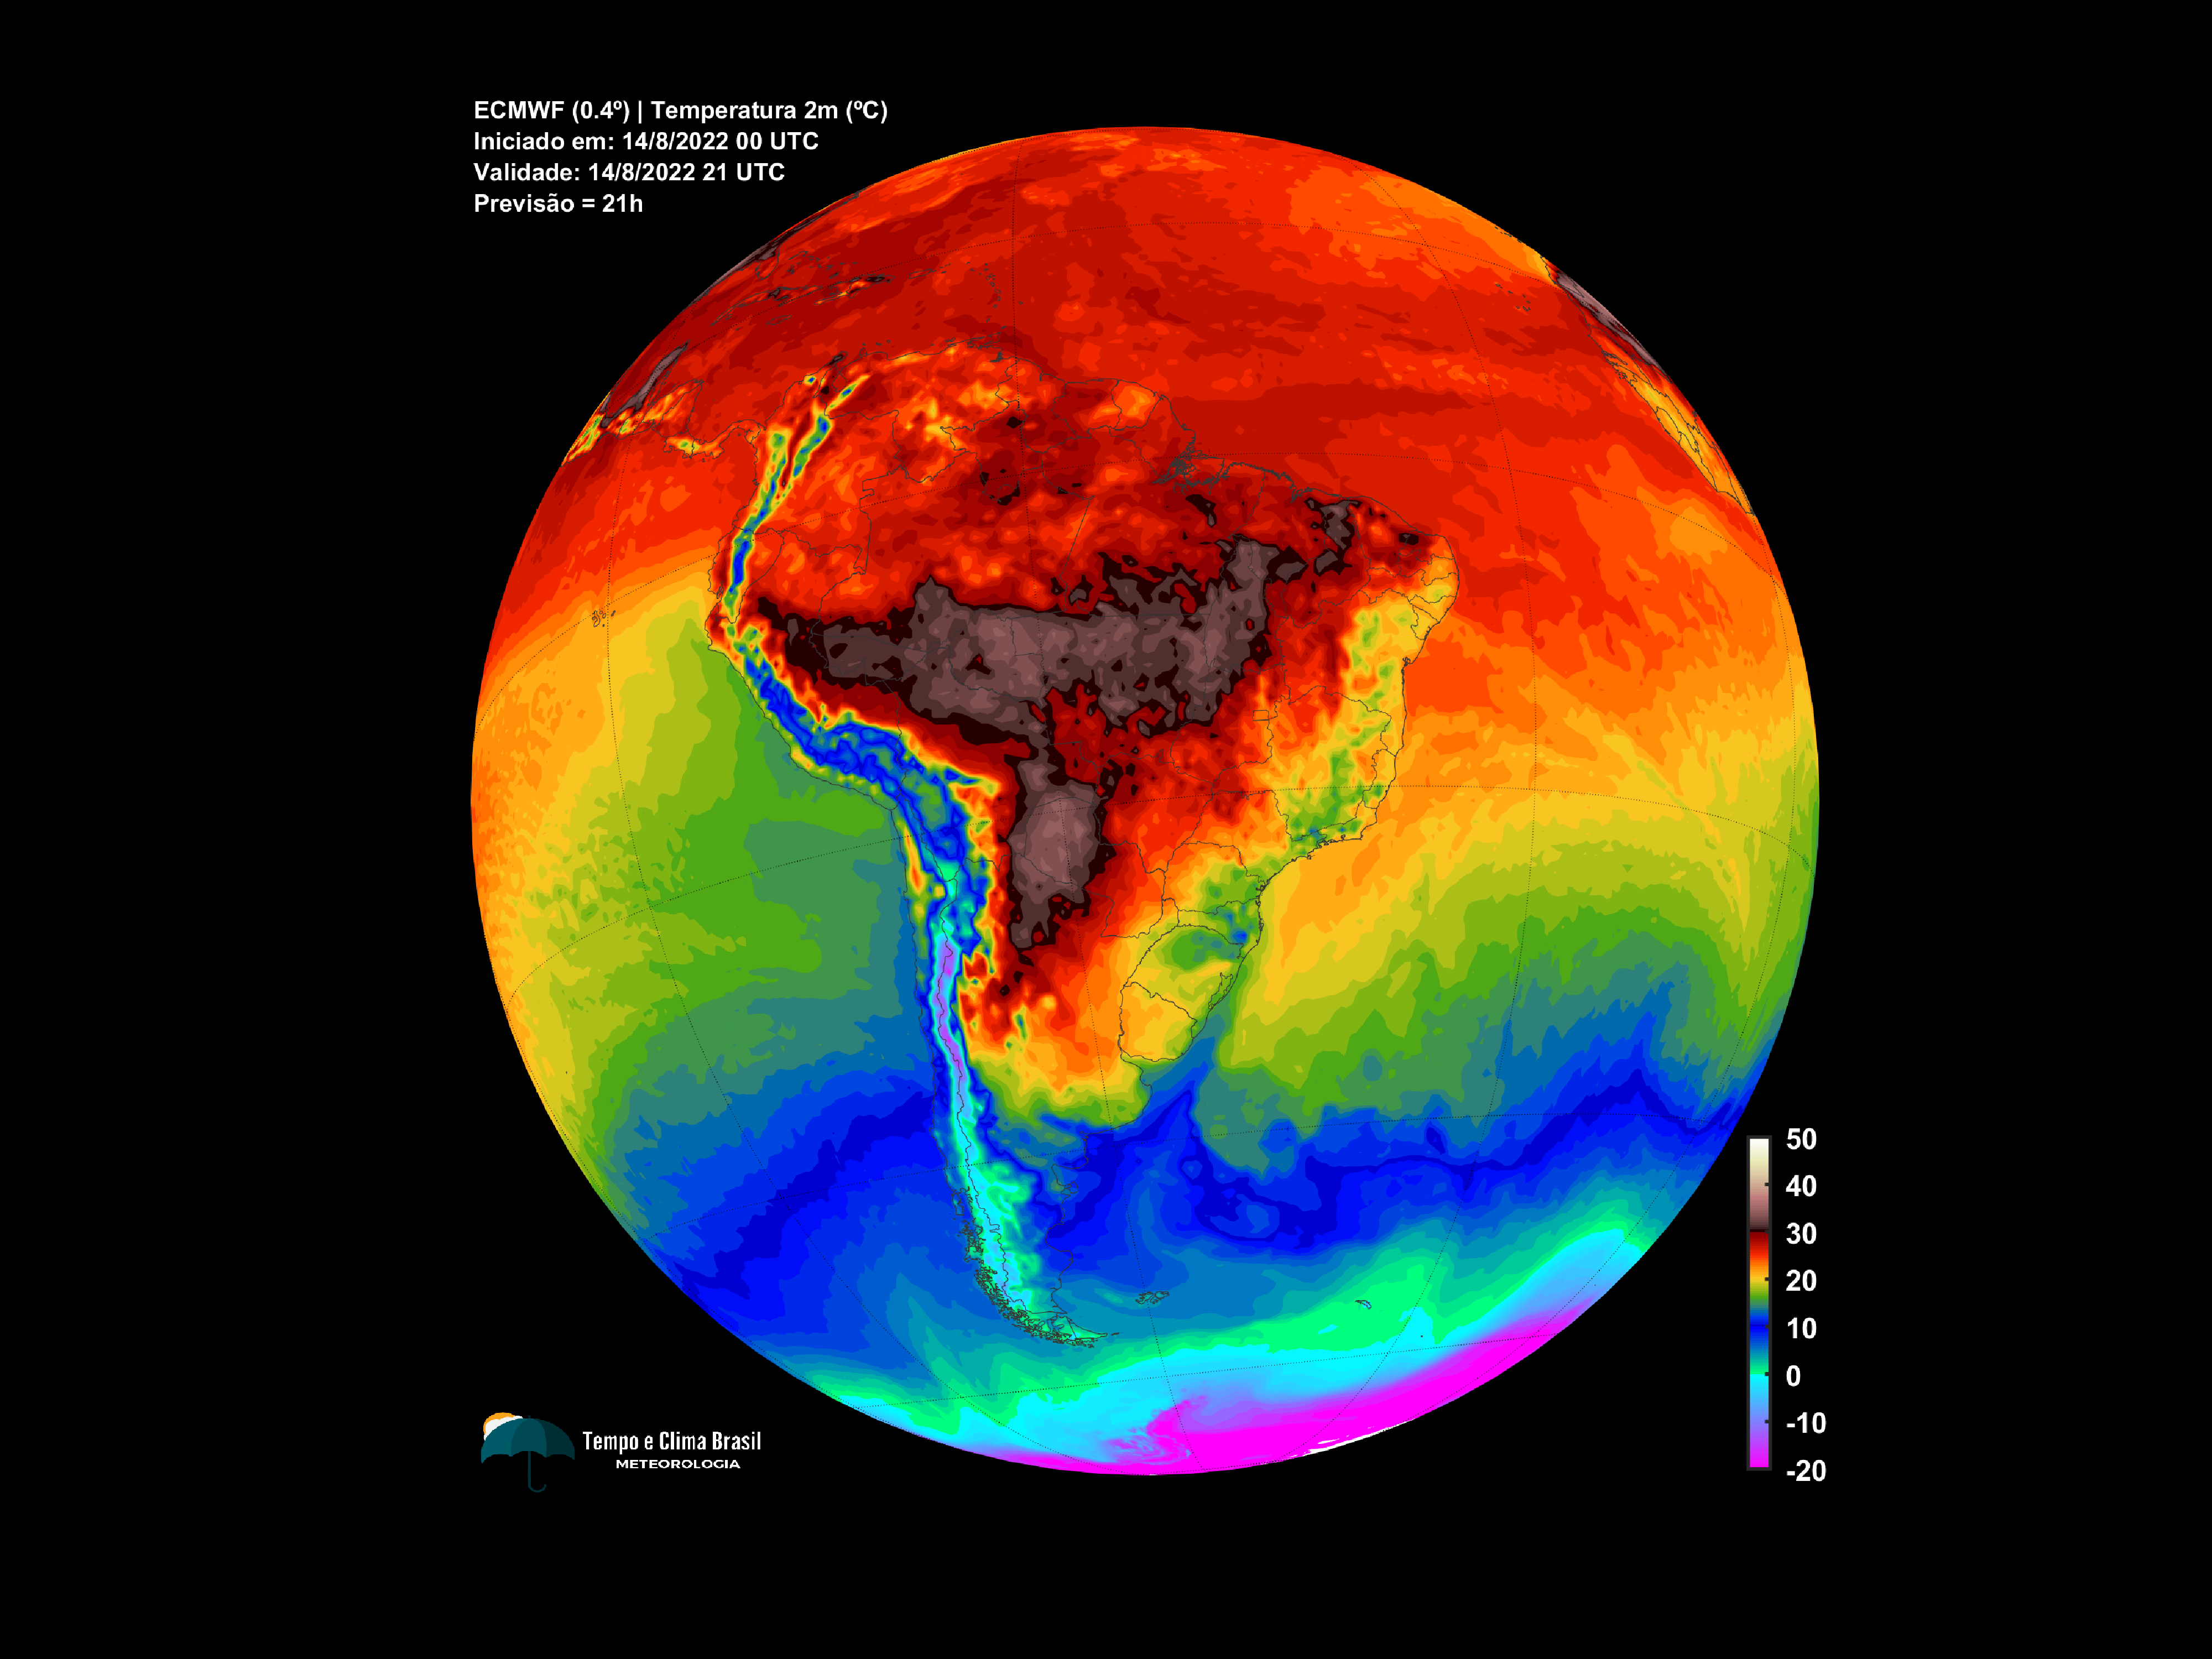 ECMWF (0.4º) | Temperatura 2m (ºC)
Iniciado em: 14/8/2022 00 UTC
Validade: 14/8/2022 21 UTC
Previsão = 21h
50
40
30
20
10
0
-10
-20
Tempo e Clima Brasil
METEOROLOGIA